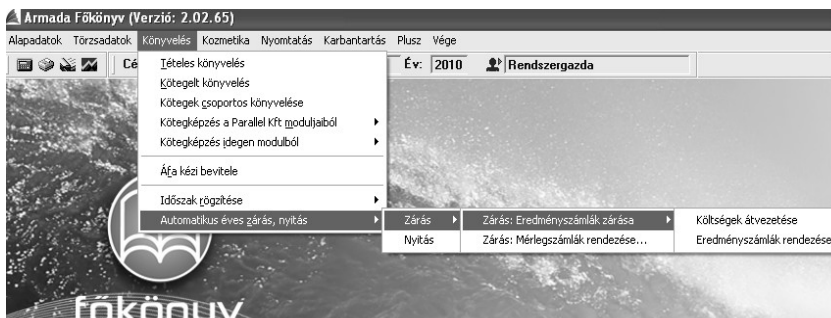 Armada Főkönyv (Verzió: 2.02.65)
Alapadatok Törzsadatok Könyvelés Kozmetika Nyomtatás Karbantartás Plusz Vége
Cé Év: 2010 Rendszergazda
Tételes könyvelés
Kötegelt könyvelés
Kötegek csoportos könyvelése
Kötegképzés a Parallel Kft moduljaiból
Kötegképzés idegen modulból
Áfa kézi bevitele
Időszak rögzítése
Automatikus éves zárás, nyitás Zárás Zárás: Eredményszámlák zárása Költségek átvezetése
Nyitás Zárás: Mérlegszámlák rendezése... Eredményszámlák rendezése
főkönyv